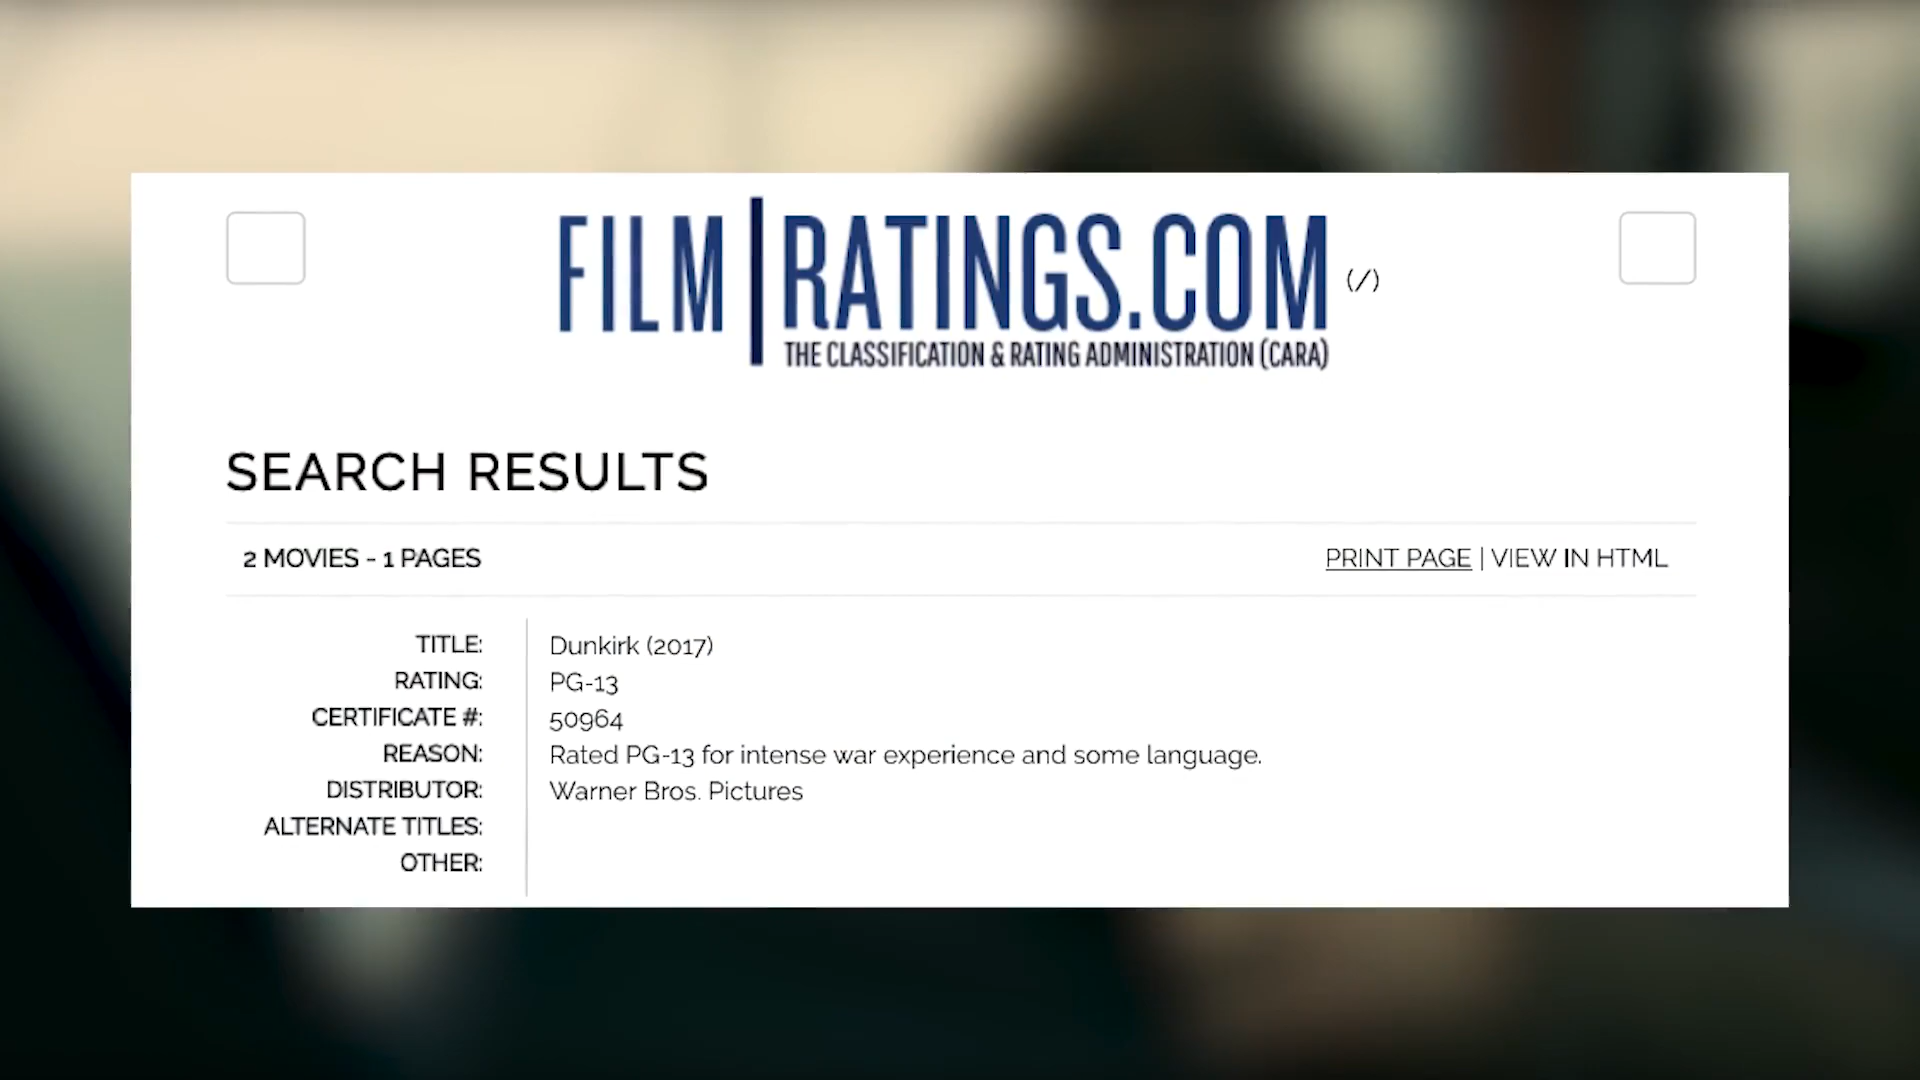 FILM | RATINGS.COM (/)
THE CLASSIFICATION & RATING ADMINISTRATION (CARA)
SEARCH RESULTS
2 MOVIES - 1 PAGES PRINT PAGE | VIEW IN HTML
TITLE: Dunkirk (2017)
RATING: PG-13
CERTIFICATE #: 50964
REASON: Rated PG-13 for intense war experience and some language.
DISTRIBUTOR: Warner Bros. Pictures
ALTERNATE TITLES:
OTHER: